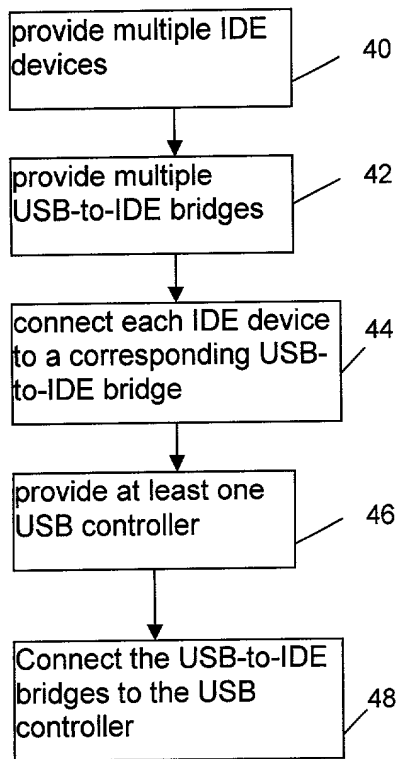 provide multiple IDE
devices
40
provide multiple
USB-to-IDE bridges
42
connect each IDE device
to a corresponding USB-
to-IDE bridge
44
provide at least one
USB controller
46
Connect the USB-to-IDE
bridges to the USB
controller
48